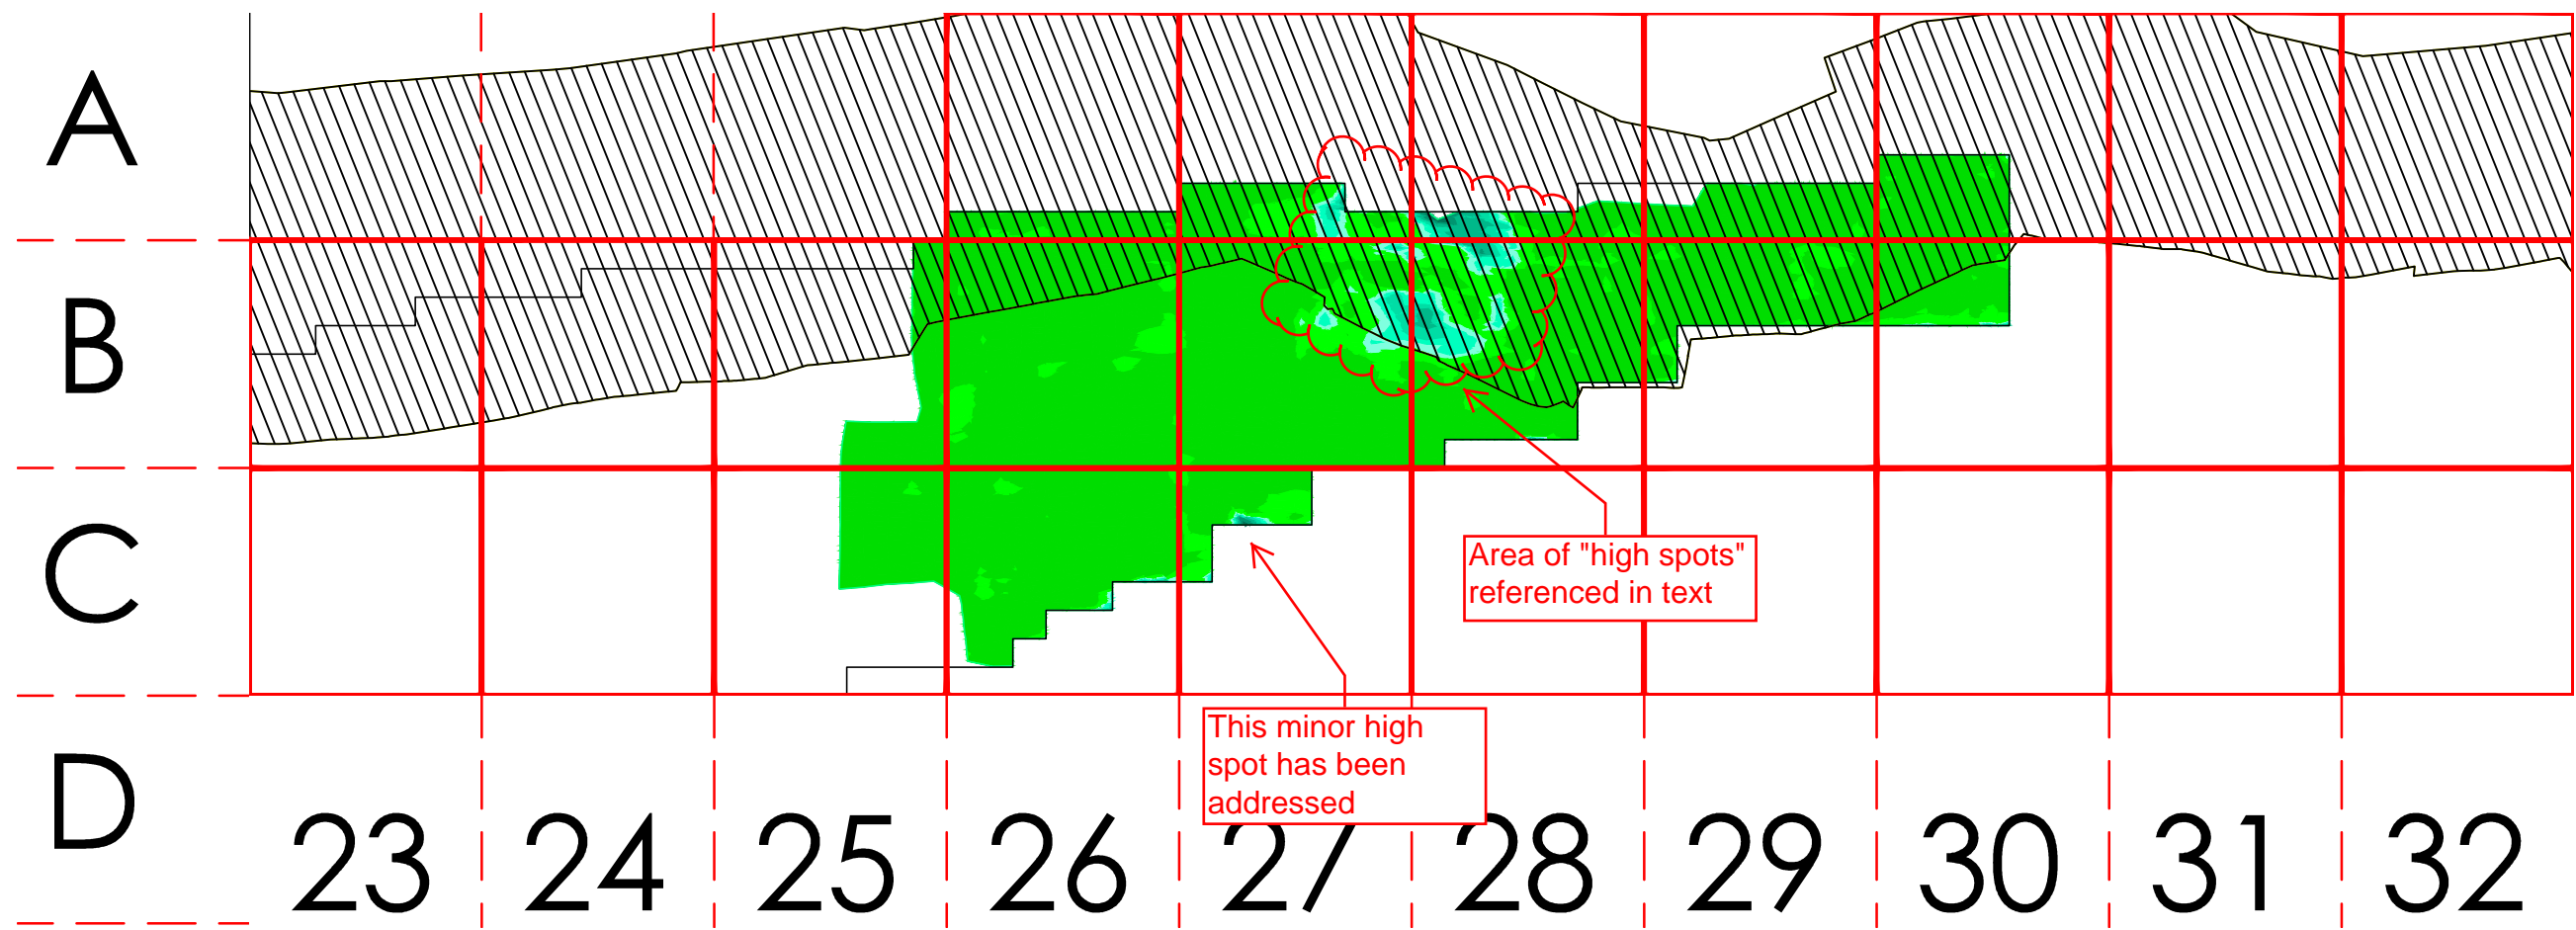 A
B
Area of "high spots"
referenced in text
C
This minor high
spot has been
addressed
D
23 24 25 26 27 28 29 30 31 32